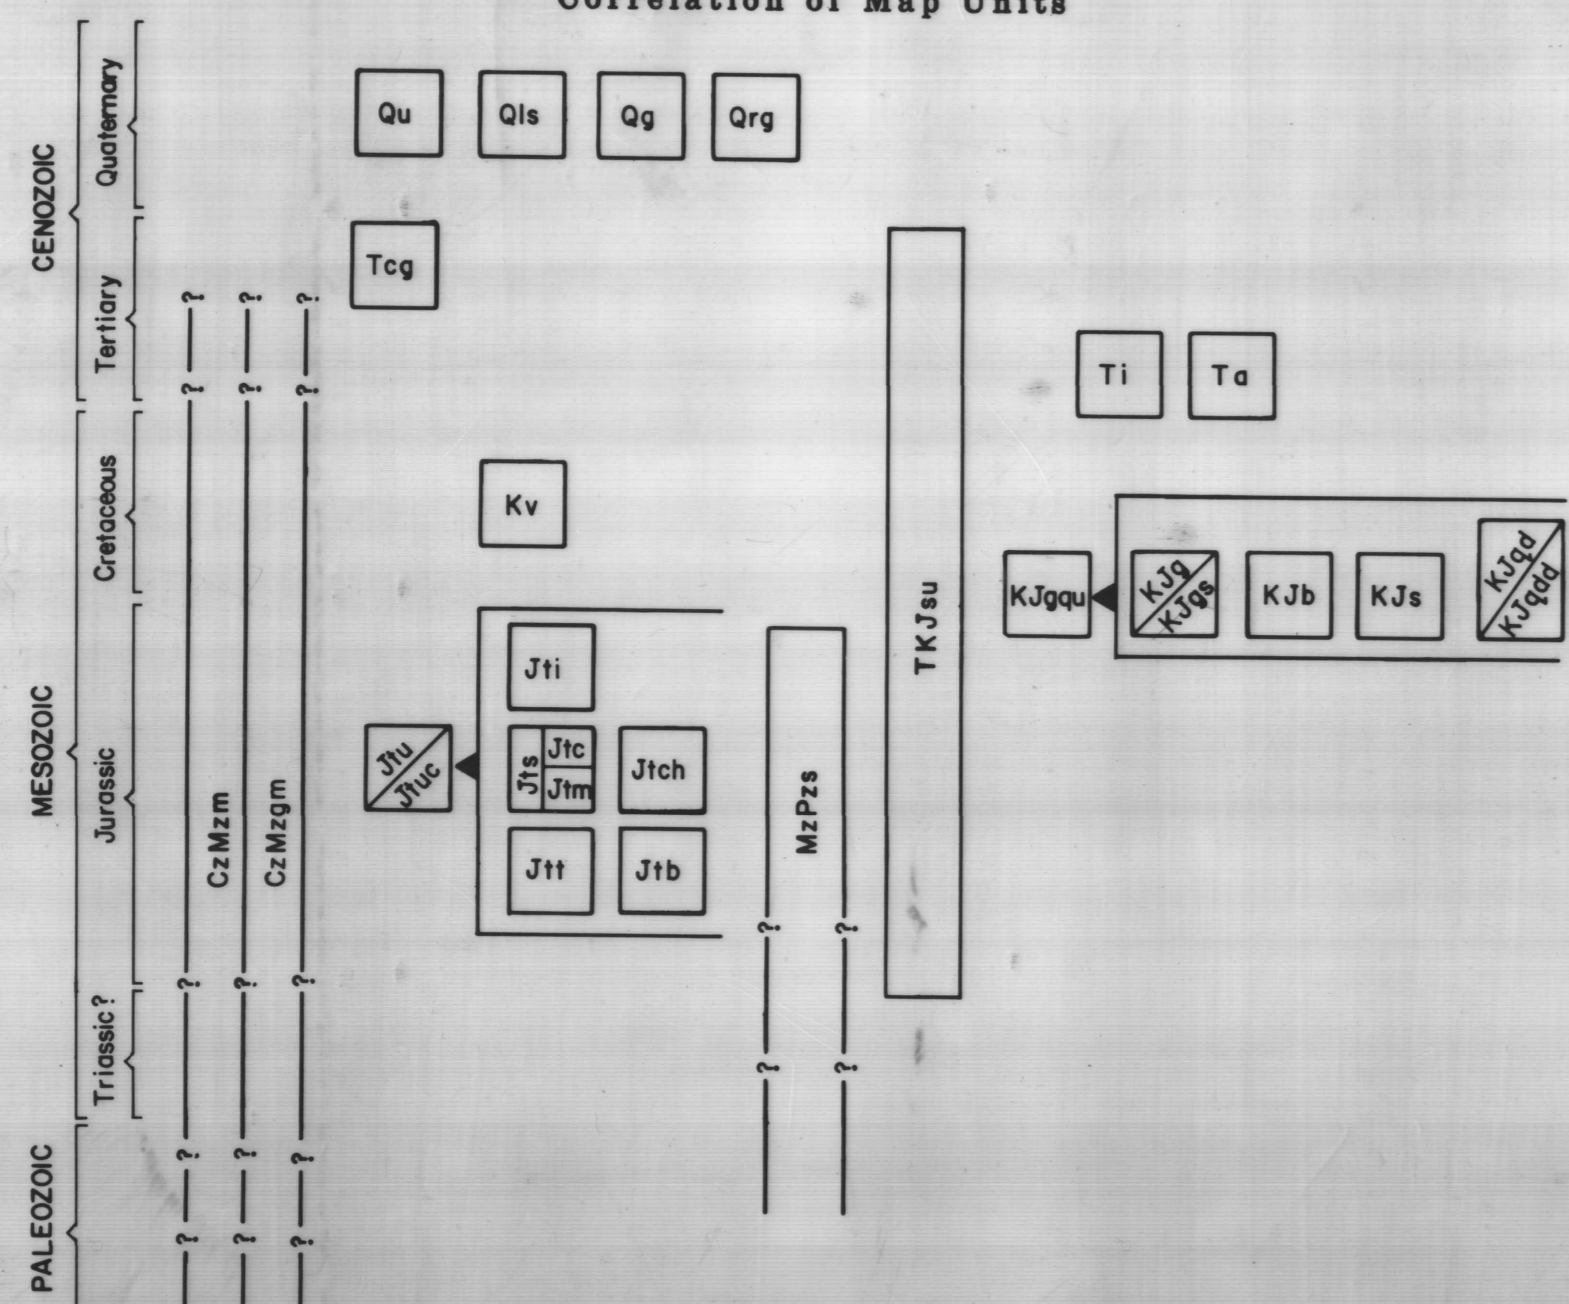 Correlation of Map Units
CENOZOIC
Quaternary
Qu
Qls
Qg
Qrg
Tertiary
Tcg
?
?
?
?
?
?
Ti
Ta
MESOZOIC
Cretaceous
Kv
KJgqu
KJg
KJgs
KJb
KJs
KJqd
KJqdd
TKJsu
Jurassic
CzMzm
CzMzgm
Jtu
Jtuc
Jti
Jts
Jtc
Jtm
Jtch
Jtt
Jtb
MzPzs
?
?
?
?
?
Triassic?
?
?
PALEOZOIC
?
?
?
?
?
?